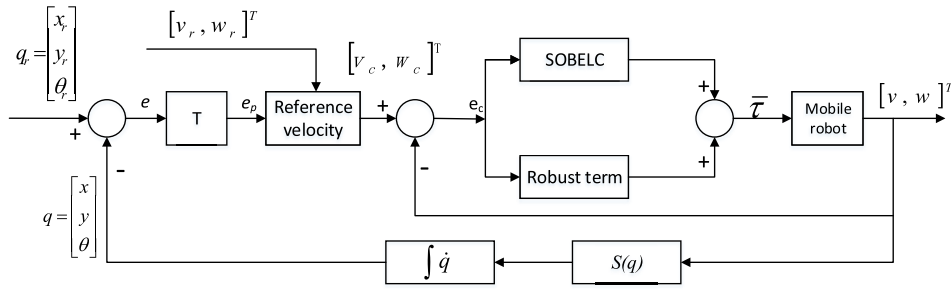 q_r = [x_r y_r θ_r]
[v_r , w_r]^T
[V_C , W_C]^T
SOBELC
+
e
T
e_p
Reference
velocity
+
e_c
τ̅
Mobile
robot
[v , w]^T
+
-
-
Robust term
+
q = [x y θ]
∫ q̇
S(q)